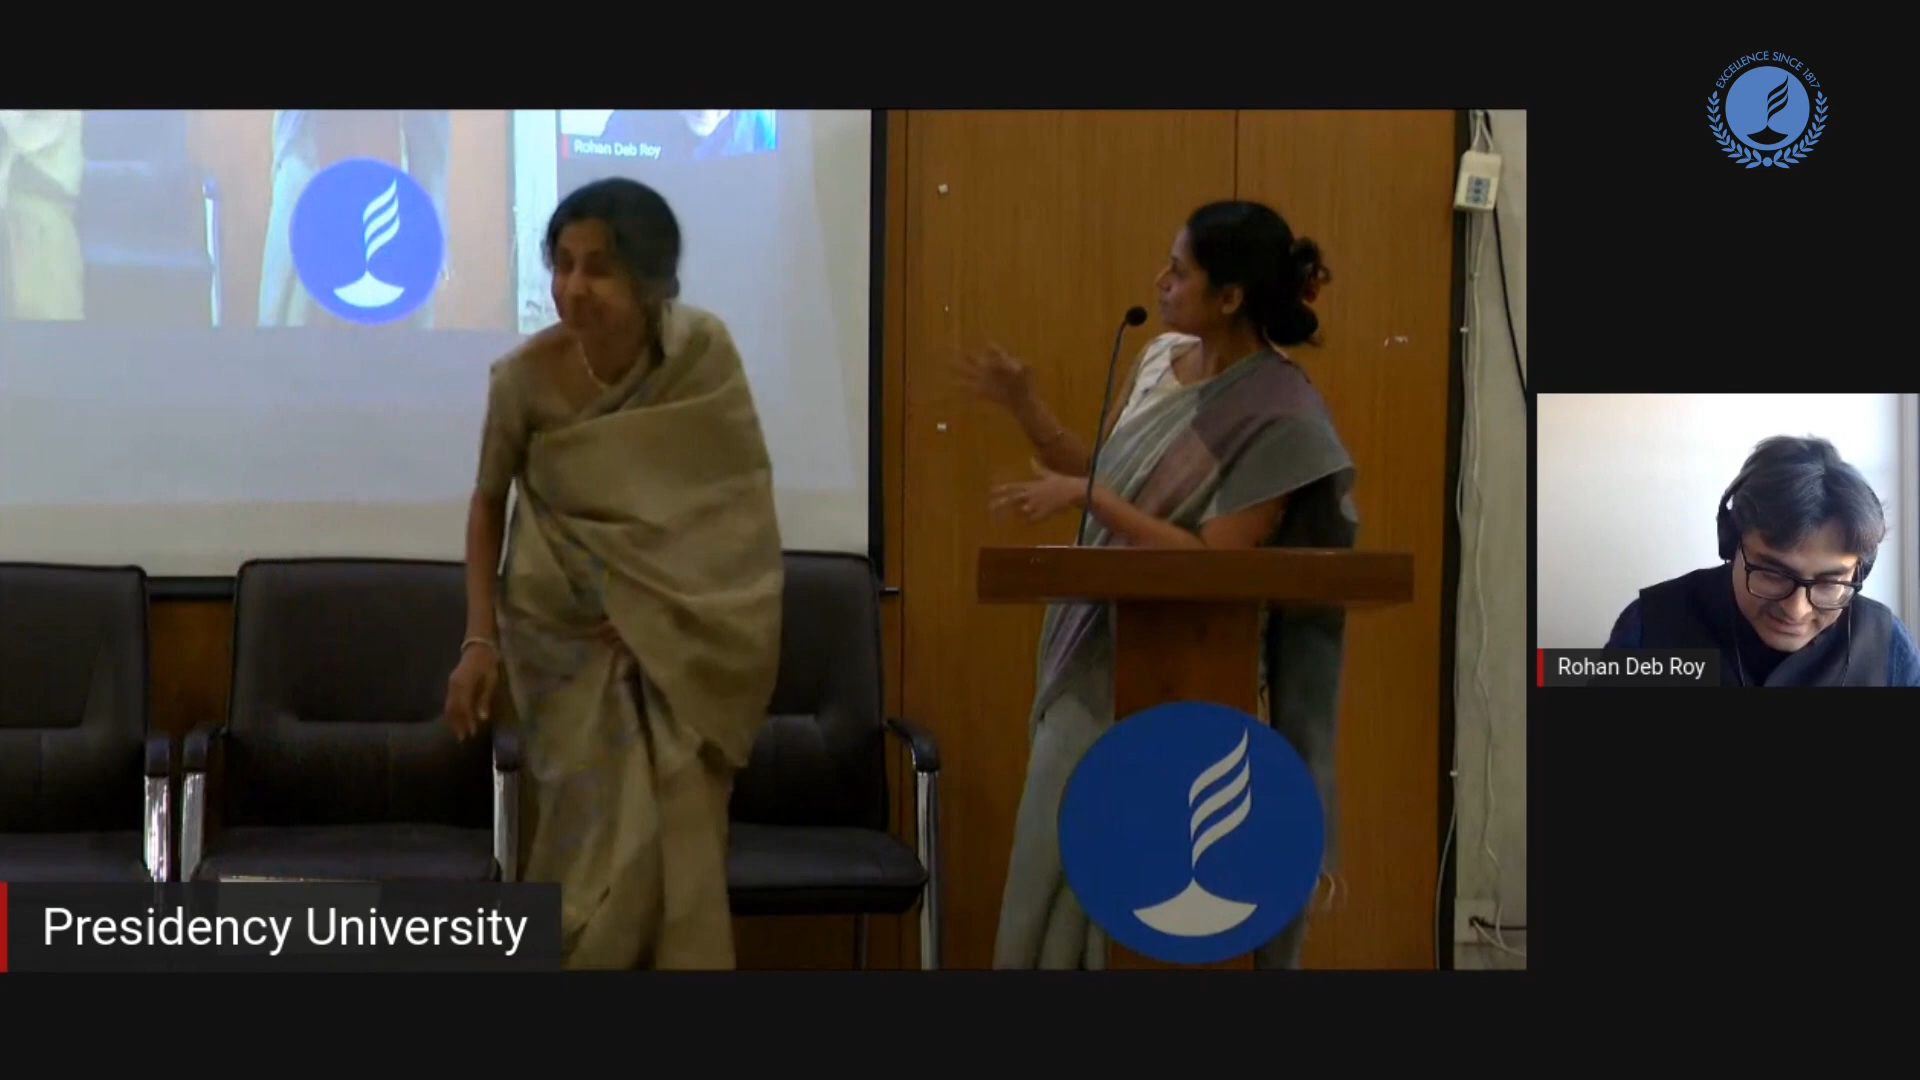 EXCELLENCE SINCE 1817
Rohan Deb Roy
Rohan Deb Roy
Presidency University